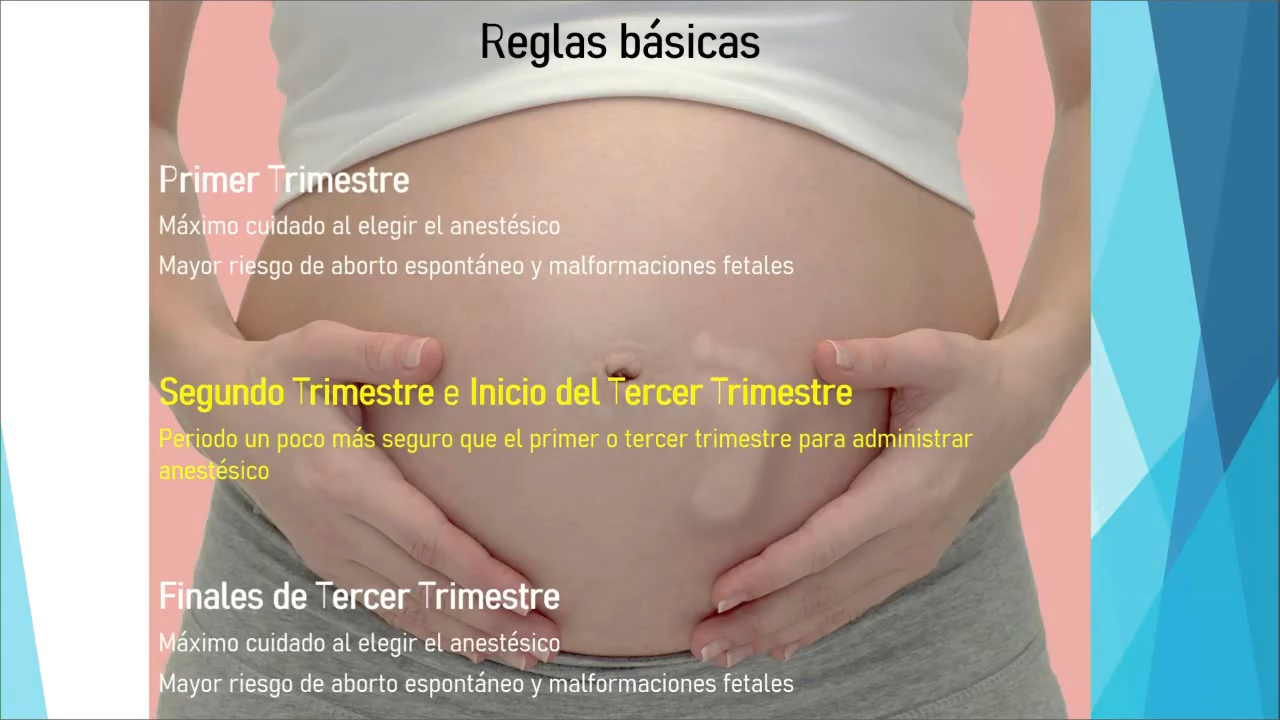 Reglas básicas
Primer Trimestre
Máximo cuidado al elegir el anestésico
Mayor riesgo de aborto espontáneo y malformaciones fetales
Segundo Trimestre e Inicio del Tercer Trimestre
Periodo un poco más seguro que el primer o tercer trimestre para administrar
anestésico
Finales de Tercer Trimestre
Máximo cuidado al elegir el anestésico
Mayor riesgo de aborto espontáneo y malformaciones fetales